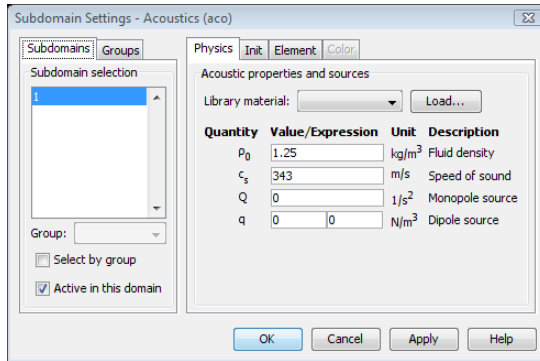 Subdomain Settings - Acoustics (aco)
Subdomains Groups
Subdomain selection
1
Group:
Select by group
Active in this domain
Physics Init Element Color
Acoustic properties and sources
Library material: Load...
Quantity Value/Expression Unit Description
ρ0 1.25 kg/m3 Fluid density
cs 343 m/s Speed of sound
Q 0 1/s2 Monopole source
q 0 0 N/m3 Dipole source
OK Cancel Apply Help